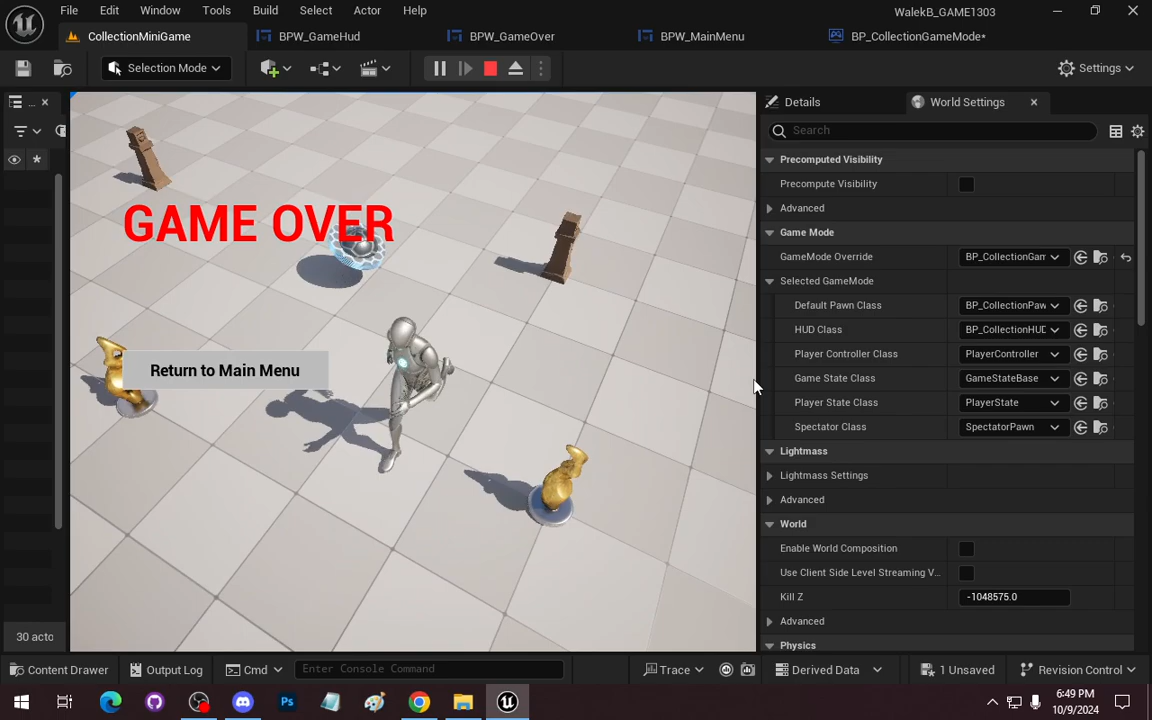 File Edit Window Tools Build Select Actor Help WalekB_GAME1303
CollectionMiniGame BPW_GameHud BPW_GameOver BPW_MainMenu BP_CollectionGameMode*
Selection Mode Settings
... Details World Settings
Search
Precomputed Visibility
Precompute Visibility
Advanced
Game Mode
GameMode Override BP_CollectionGam
Selected GameMode
Default Pawn Class BP_CollectionPaw
HUD Class BP_CollectionHUD
Player Controller Class PlayerController
Game State Class GameStateBase
Player State Class PlayerState
Spectator Class SpectatorPawn
Lightmass
Lightmass Settings
Advanced
World
Enable World Composition
Use Client Side Level Streaming V...
Kill Z -1048575.0
Advanced
Physics
GAME OVER
Return to Main Menu
30 acto
Content Drawer Output Log Cmd Enter Console Command Trace Derived Data 1 Unsaved Revision Control
6:49 PM
10/9/2024